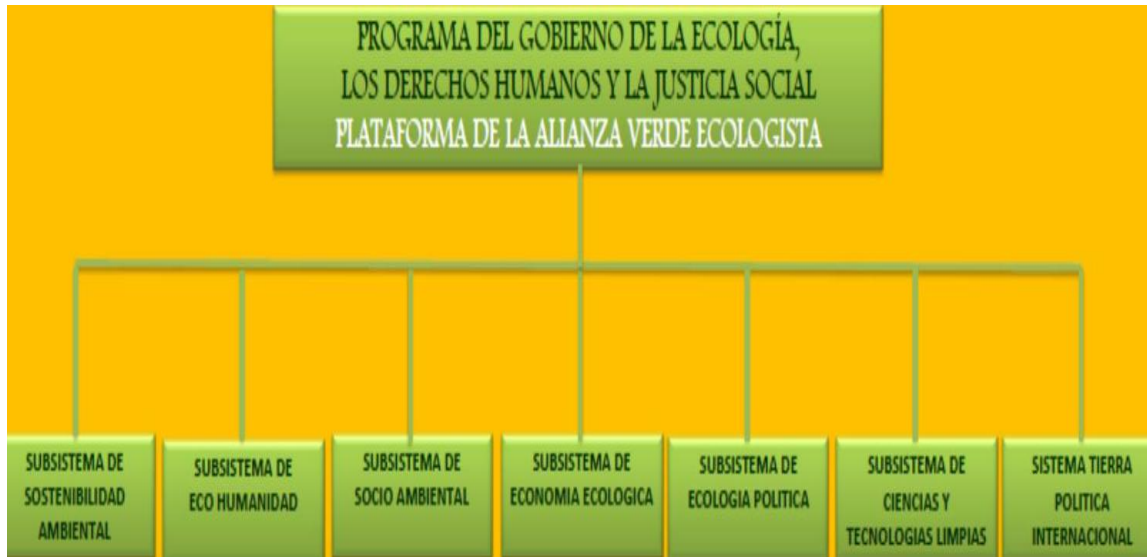 PROGRAMA DEL GOBIERNO DE LA ECOLOGÍA,
LOS DERECHOS HUMANOS Y LA JUSTICIA SOCIAL
PLATAFORMA DE LA ALIANZA VERDE ECOLOGISTA
SUBSISTEMA DE
SOSTENIBILIDAD
AMBIENTAL
SUBSISTEMA DE
ECO HUMANIDAD
SUBSISTEMA DE
SOCIO AMBIENTAL
SUBSISTEMA DE
ECONOMIA ECOLOGICA
SUBSISTEMA DE
ECOLOGIA POLITICA
SUBSISTEMA DE
CIENCIAS Y
TECNOLOGIAS LIMPIAS
SISTEMA TIERRA
POLITICA
INTERNACIONAL